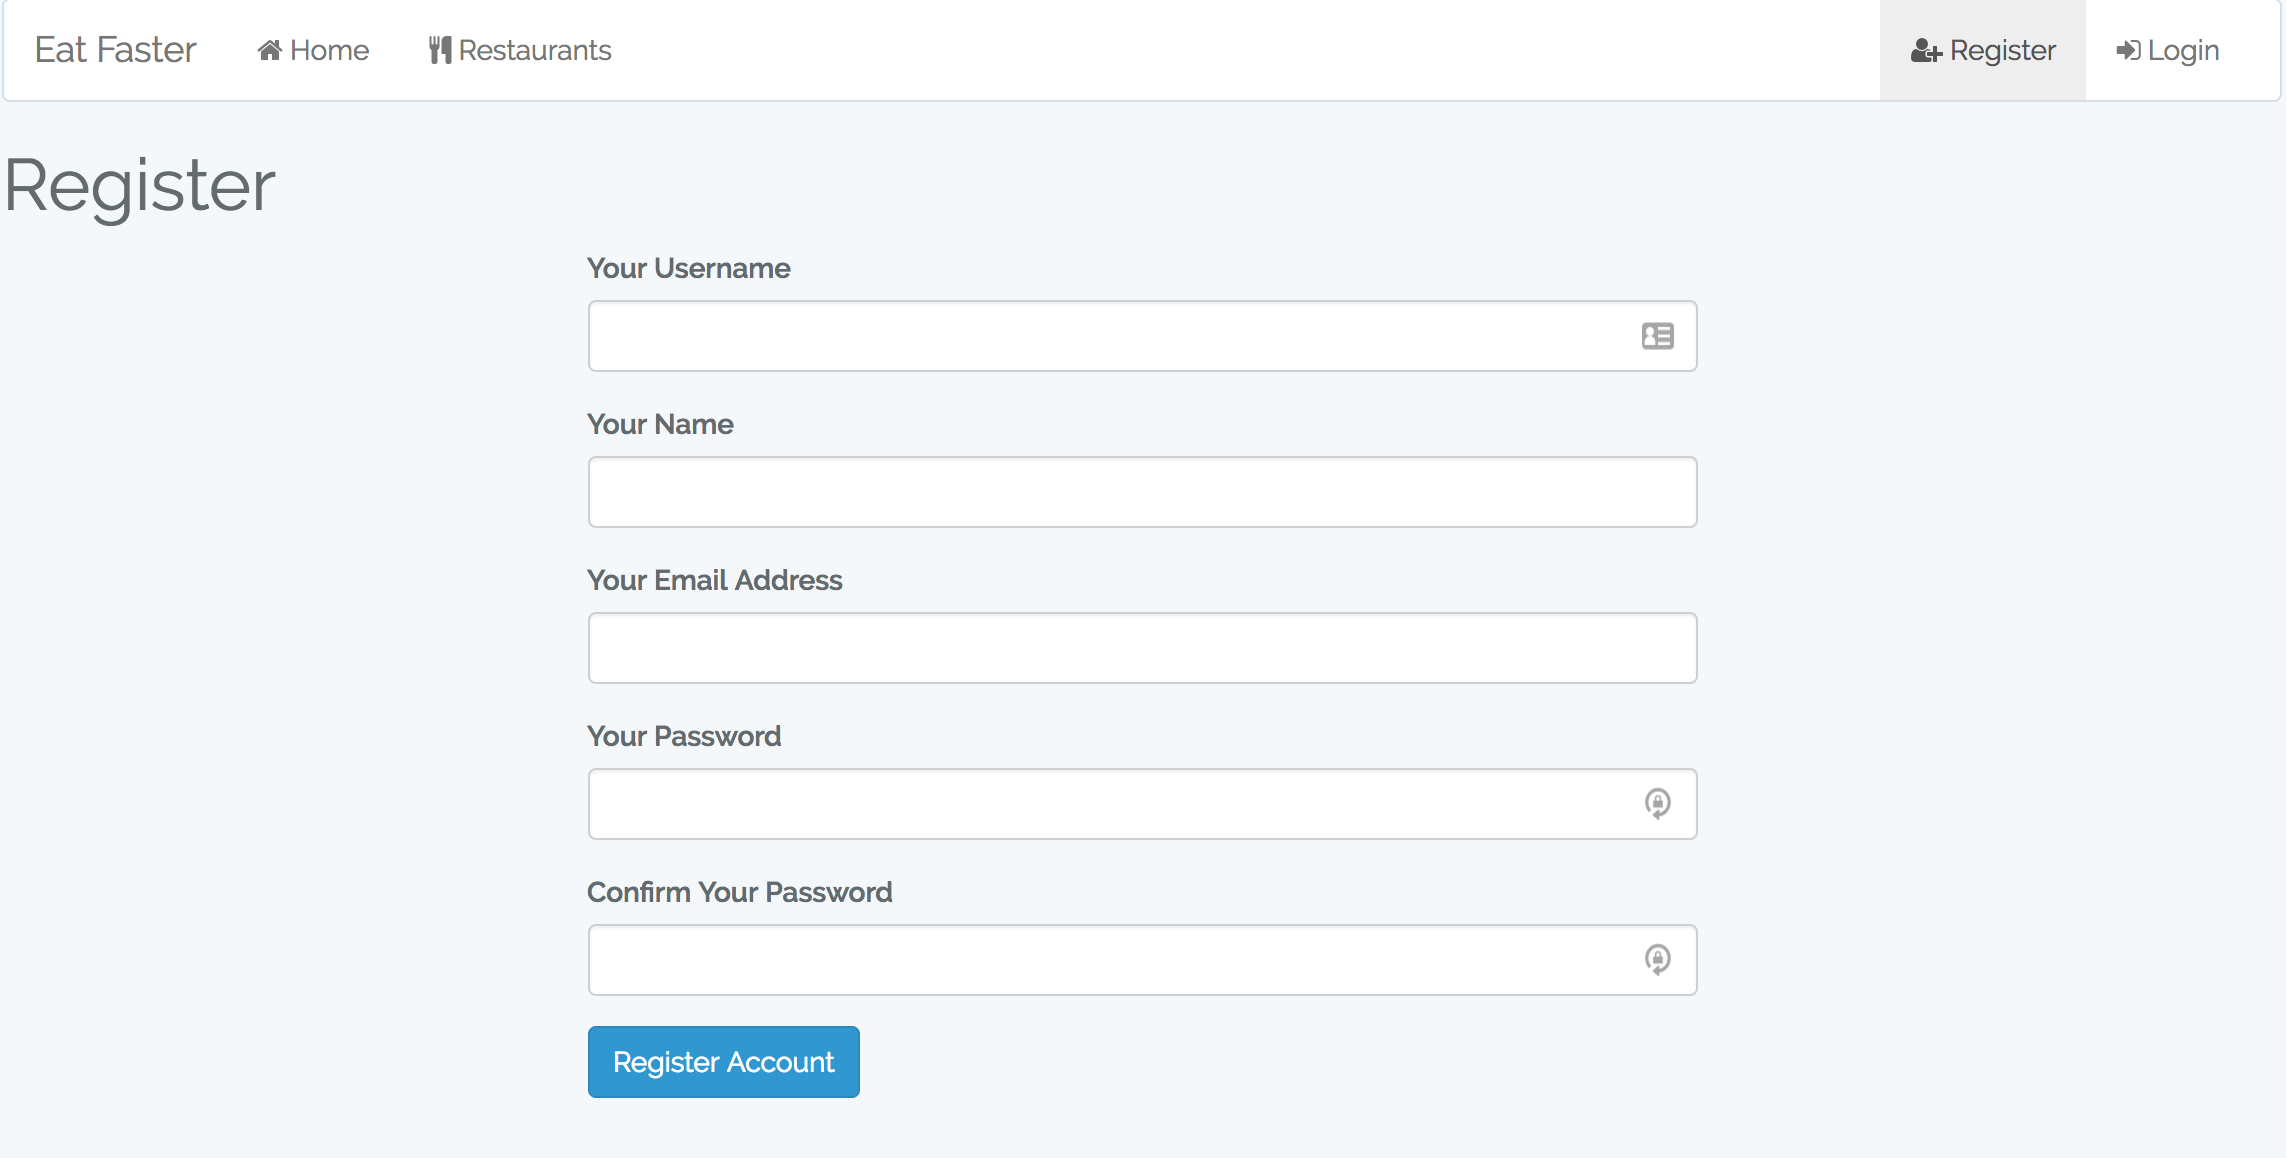 Eat Faster Home Restaurants Register Login
Register
Your Username
Your Name
Your Email Address
Your Password
Confirm Your Password
Register Account